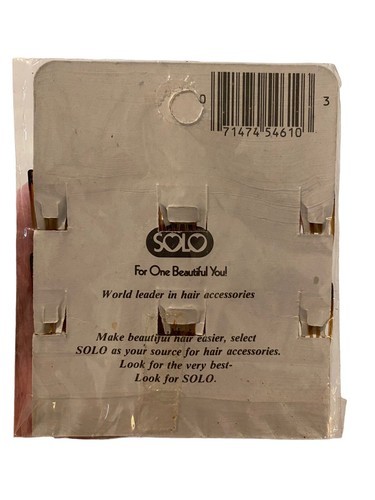 0
3
71474 54610
SOLO
For One Beautiful You!
World leader in hair accessories
Make beautiful hair easier, select
SOLO as your source for hair accessories.
Look for the very best-
Look for SOLO.